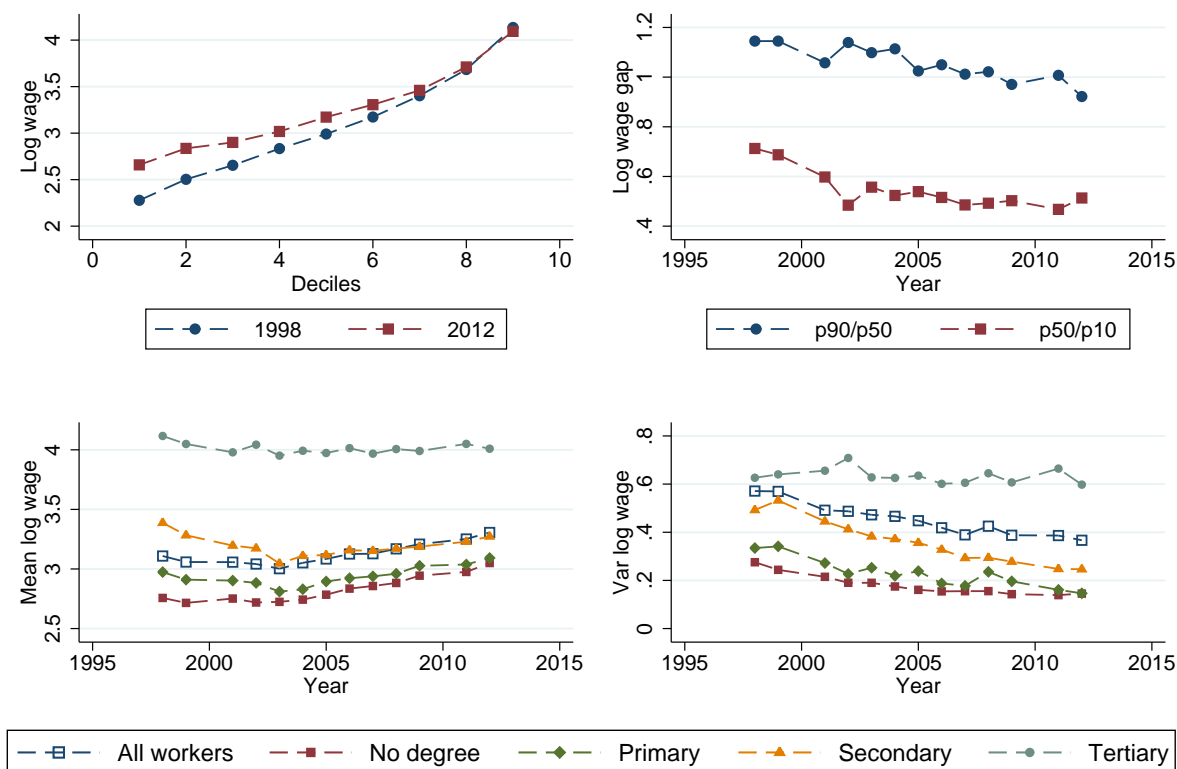 Log wage
4
3.5
3
2.5
2
0 2 4 6 8 10
Deciles
1998 2012
Log wage gap
1.2
1
.8
.6
.4
1995 2000 2005 2010 2015
Year
p90/p50 p50/p10
Mean log wage
4
3.5
3
2.5
1995 2000 2005 2010 2015
Year
Var log wage
.8
.6
.4
.2
0
1995 2000 2005 2010 2015
Year
All workers No degree Primary Secondary Tertiary